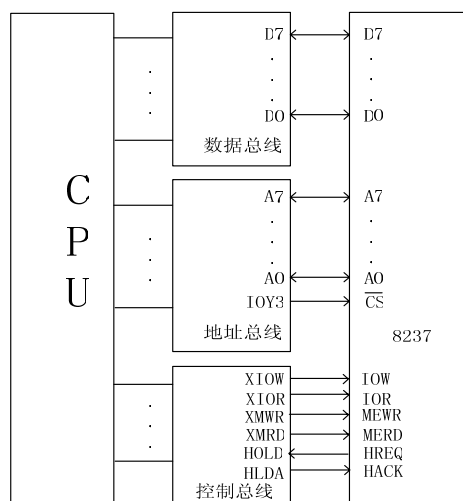 CPU
D7
D0
数据总线
D7
D0
A7
A0
IOY3
地址总线
A7
A0
CS
8237
XIOW
XIOR
XMWR
XMRD
HOLD
HLDA
控制总线
IOW
IOR
MEWR
MERD
HREQ
HACK